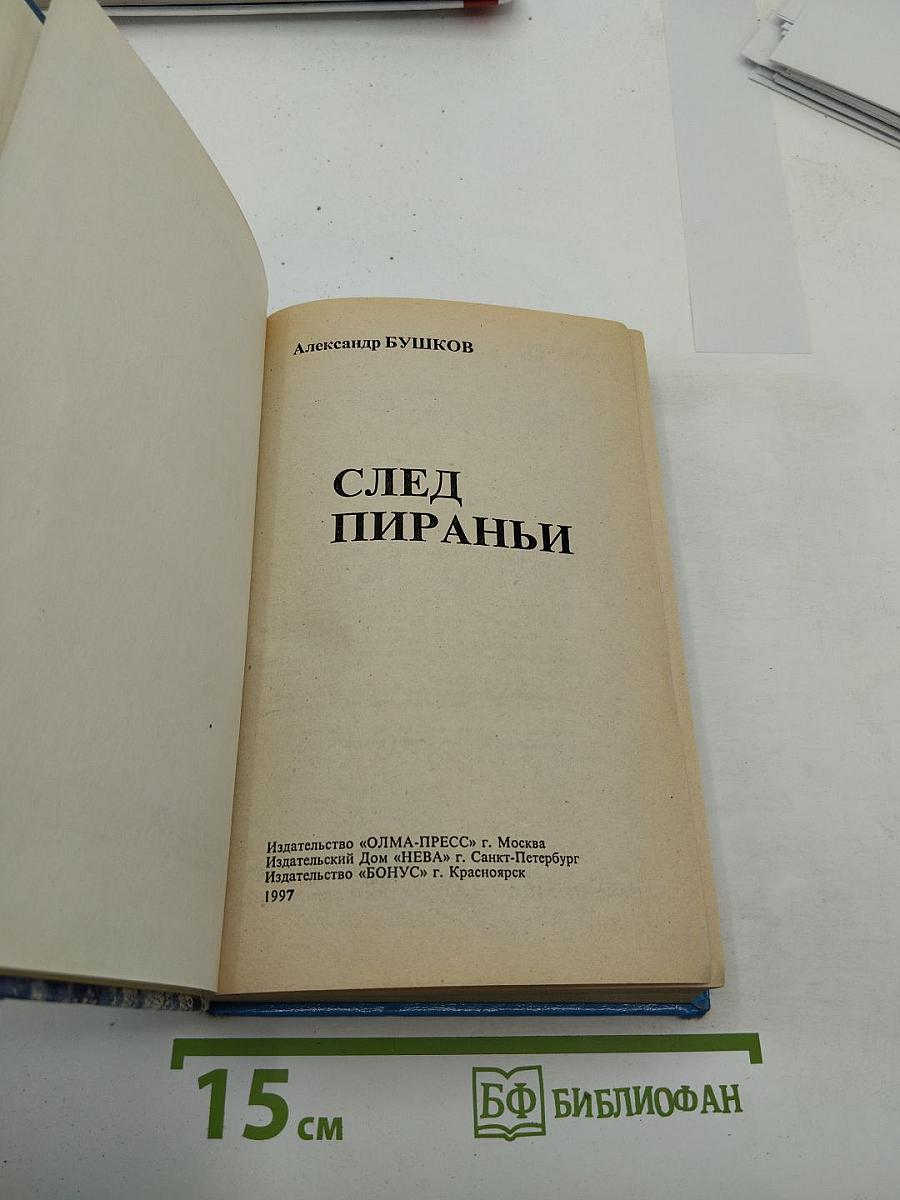 Александр БУШКОВ
СЛЕД
ПИРАНЬИ
Издательство «ОЛМА-ПРЕСС» г. Москва
Издательский Дом «НЕВА» г. Санкт-Петербург
Издательство «БОНУС» г. Красноярск
1997
15 см
БФ БИБЛИОФАН